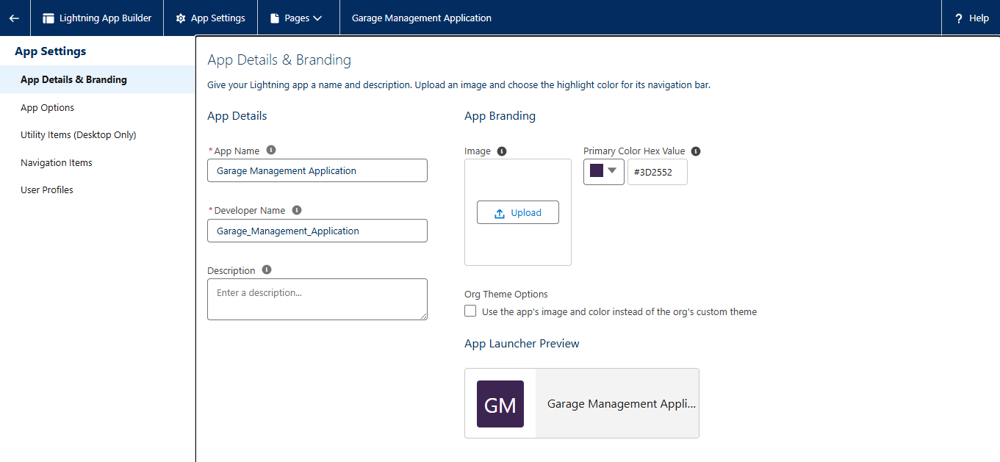 Lightning App Builder
App Settings
Pages
Garage Management Application
? Help
App Settings
App Details & Branding
App Options
Utility Items (Desktop Only)
Navigation Items
User Profiles
App Details & Branding
Give your Lightning app a name and description. Upload an image and choose the highlight color for its navigation bar.
App Details
* App Name
Garage Management Application
* Developer Name
Garage_Management_Application
Description
Enter a description...
App Branding
Image
Upload
Primary Color Hex Value
#3D2552
Org Theme Options
Use the app's image and color instead of the org's custom theme
App Launcher Preview
GM
Garage Management Appli...